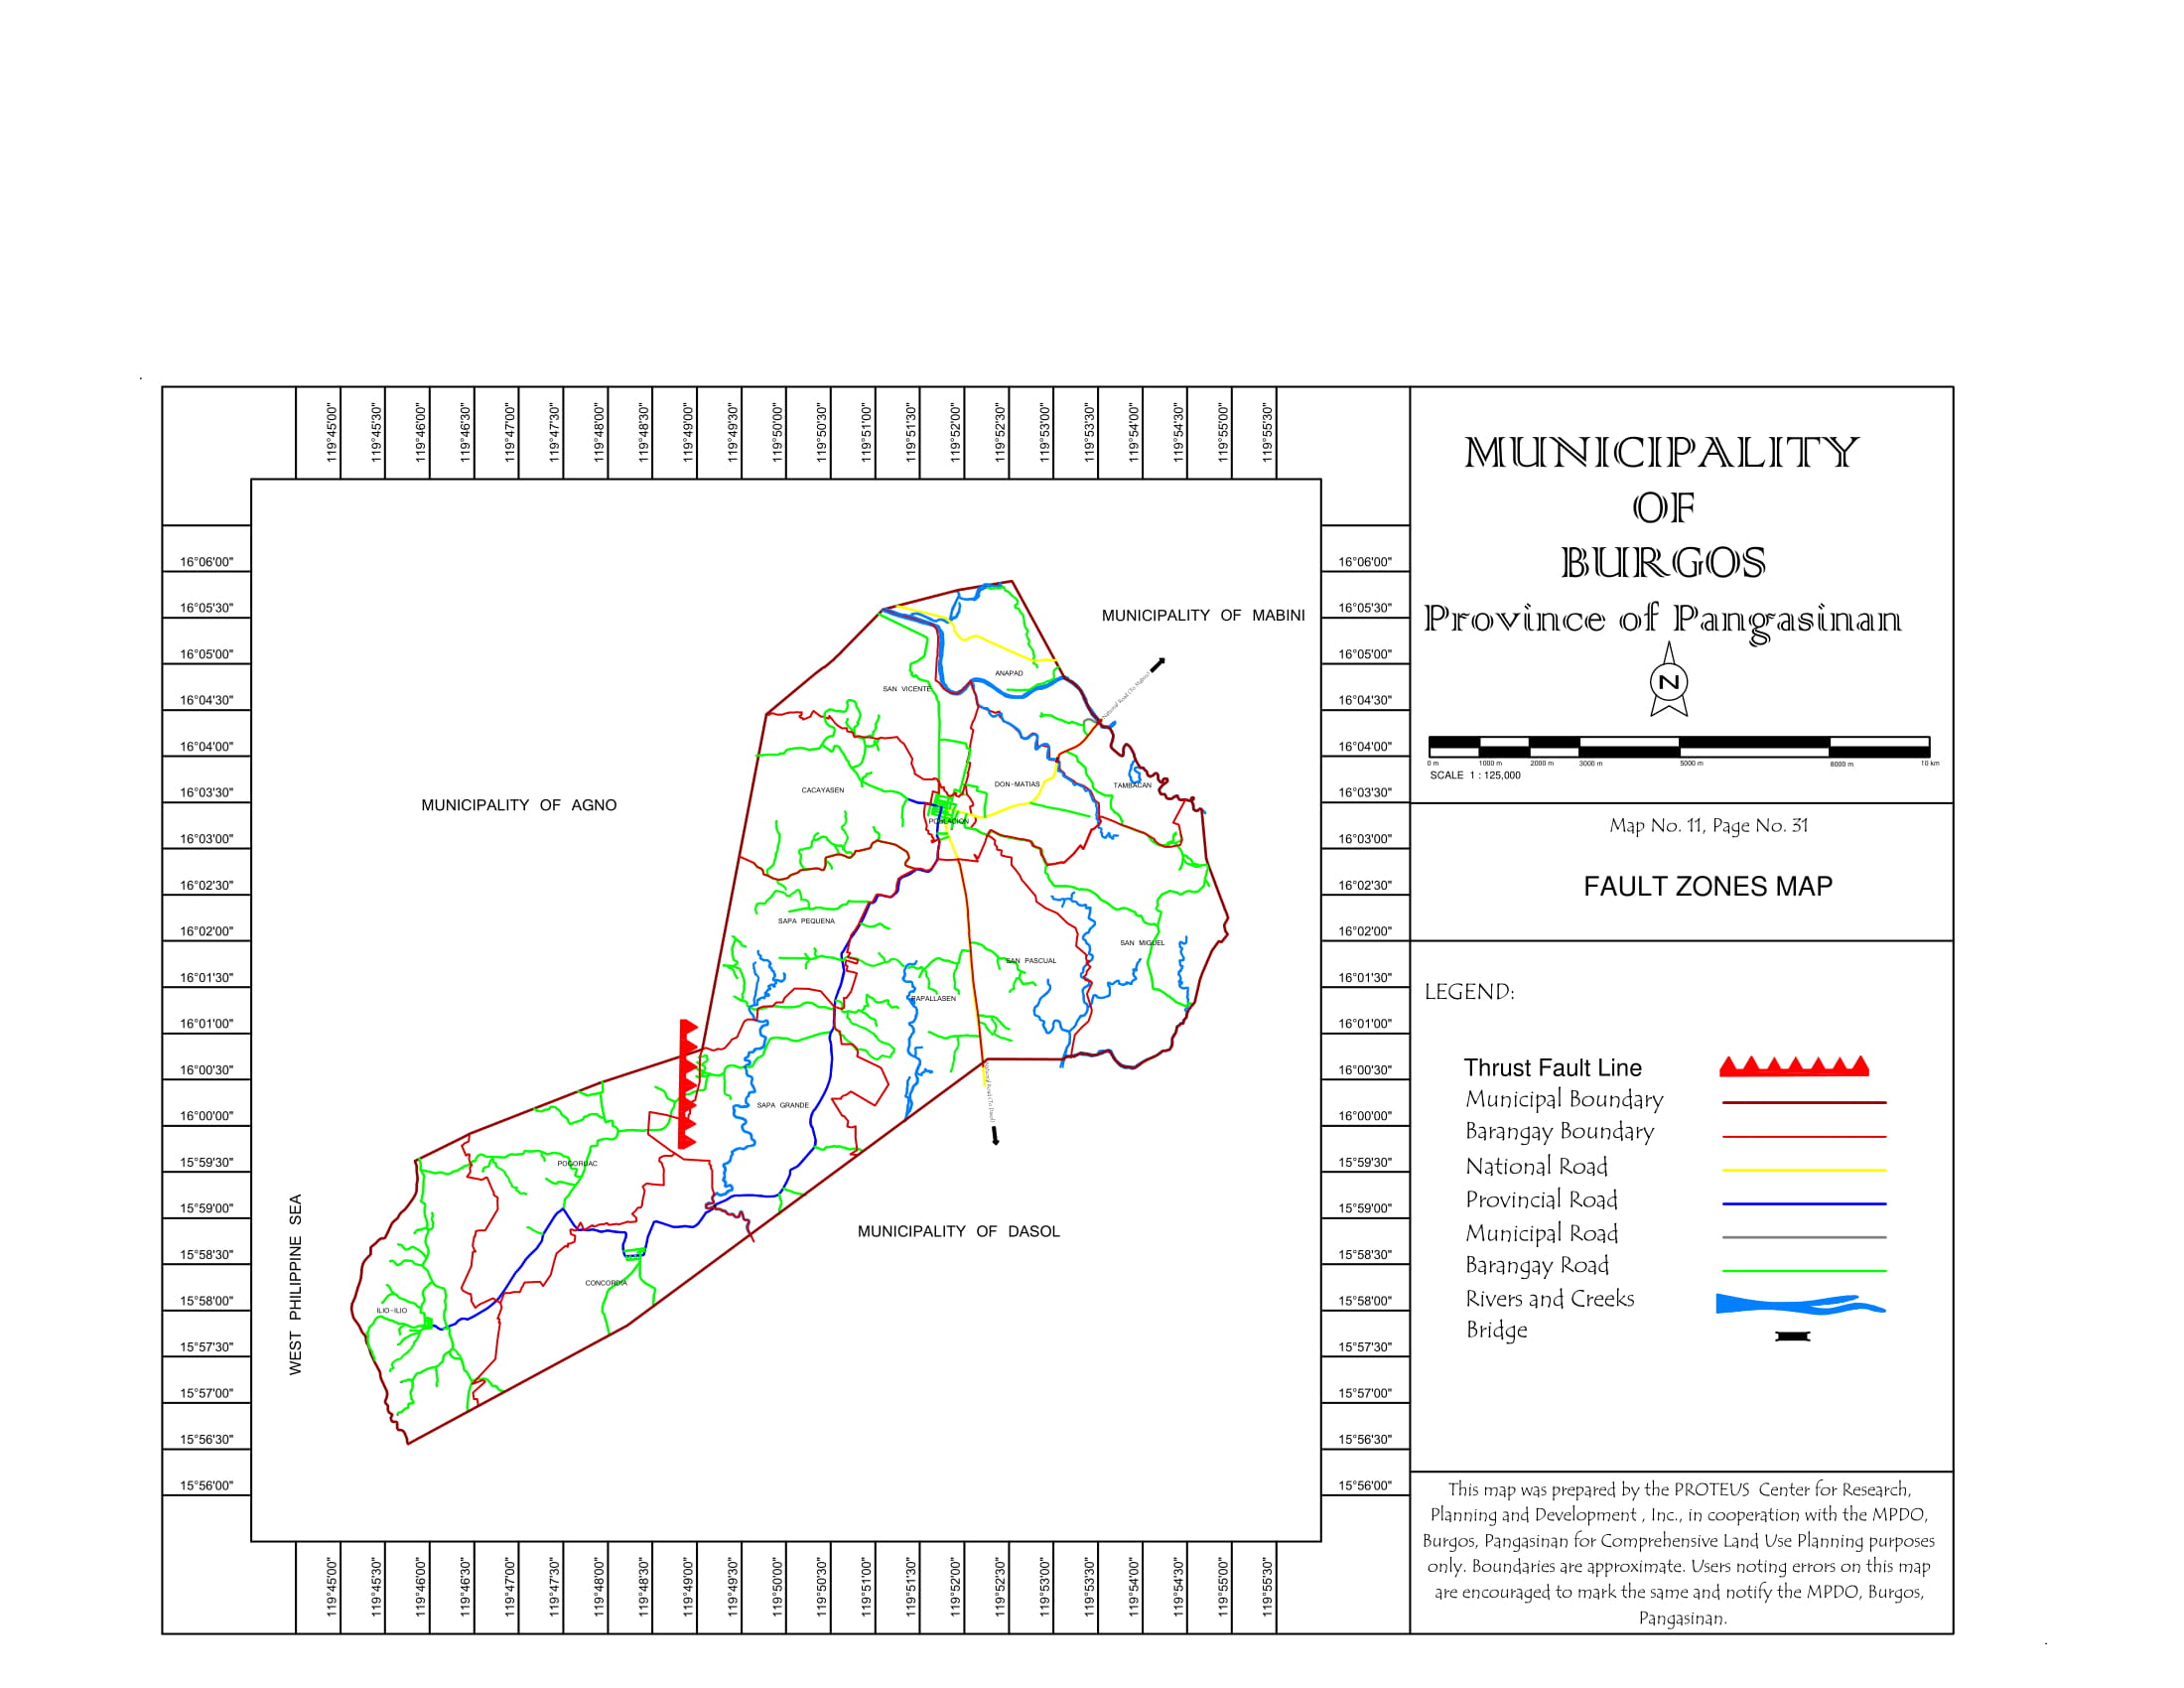 119°45'00"
119°45'30"
119°46'00"
119°46'30"
119°47'00"
119°47'30"
119°48'00"
119°48'30"
119°49'00"
119°49'30"
119°50'00"
119°50'30"
119°51'00"
119°51'30"
119°52'00"
119°52'30"
119°53'00"
119°53'30"
119°54'00"
119°54'30"
119°55'00"
119°55'30"
16°06'00"
16°05'30"
16°05'00"
16°04'30"
16°04'00"
16°03'30"
16°03'00"
16°02'30"
16°02'00"
16°01'30"
16°01'00"
16°00'30"
16°00'00"
15°59'30"
15°59'00"
15°58'30"
15°58'00"
15°57'30"
15°57'00"
15°56'30"
15°56'00"
MUNICIPALITY OF MABINI
National Road (To Mabini)
ANAPAD
SAN VICENTE
MUNICIPALITY OF AGNO
CACAYASEN
DON-MATIAS
TAMBACAN
POBLACION
SAPA PEQUENA
SAN MIGUEL
SAN PASCUAL
PAPALLASEN
National Road (To Dasol)
SAPA GRANDE
POGORUAC
MUNICIPALITY OF DASOL
WEST PHILIPPINE SEA
CONCORDIA
ILIO-ILIO
16°06'00"
16°05'30"
16°05'00"
16°04'30"
16°04'00"
16°03'30"
16°03'00"
16°02'30"
16°02'00"
16°01'30"
16°01'00"
16°00'30"
16°00'00"
15°59'30"
15°59'00"
15°58'30"
15°58'00"
15°57'30"
15°57'00"
15°56'30"
15°56'00"
119°45'00"
119°45'30"
119°46'00"
119°46'30"
119°47'00"
119°47'30"
119°48'00"
119°48'30"
119°49'00"
119°49'30"
119°50'00"
119°50'30"
119°51'00"
119°51'30"
119°52'00"
119°52'30"
119°53'00"
119°53'30"
119°54'00"
119°54'30"
119°55'00"
119°55'30"
MUNICIPALITY
OF
BURGOS
Province of Pangasinan
N
0 m 1000 m 2000 m 3000 m 5000 m 8000 m 10 km
SCALE 1 : 125,000
Map No. 11, Page No. 31
FAULT ZONES MAP
LEGEND:
Thrust Fault Line
Municipal Boundary
Barangay Boundary
National Road
Provincial Road
Municipal Road
Barangay Road
Rivers and Creeks
Bridge
This map was prepared by the PROTEUS Center for Research,
Planning and Development , Inc., in cooperation with the MPDO,
Burgos, Pangasinan for Comprehensive Land Use Planning purposes
only. Boundaries are approximate. Users noting errors on this map
are encouraged to mark the same and notify the MPDO, Burgos,
Pangasinan.